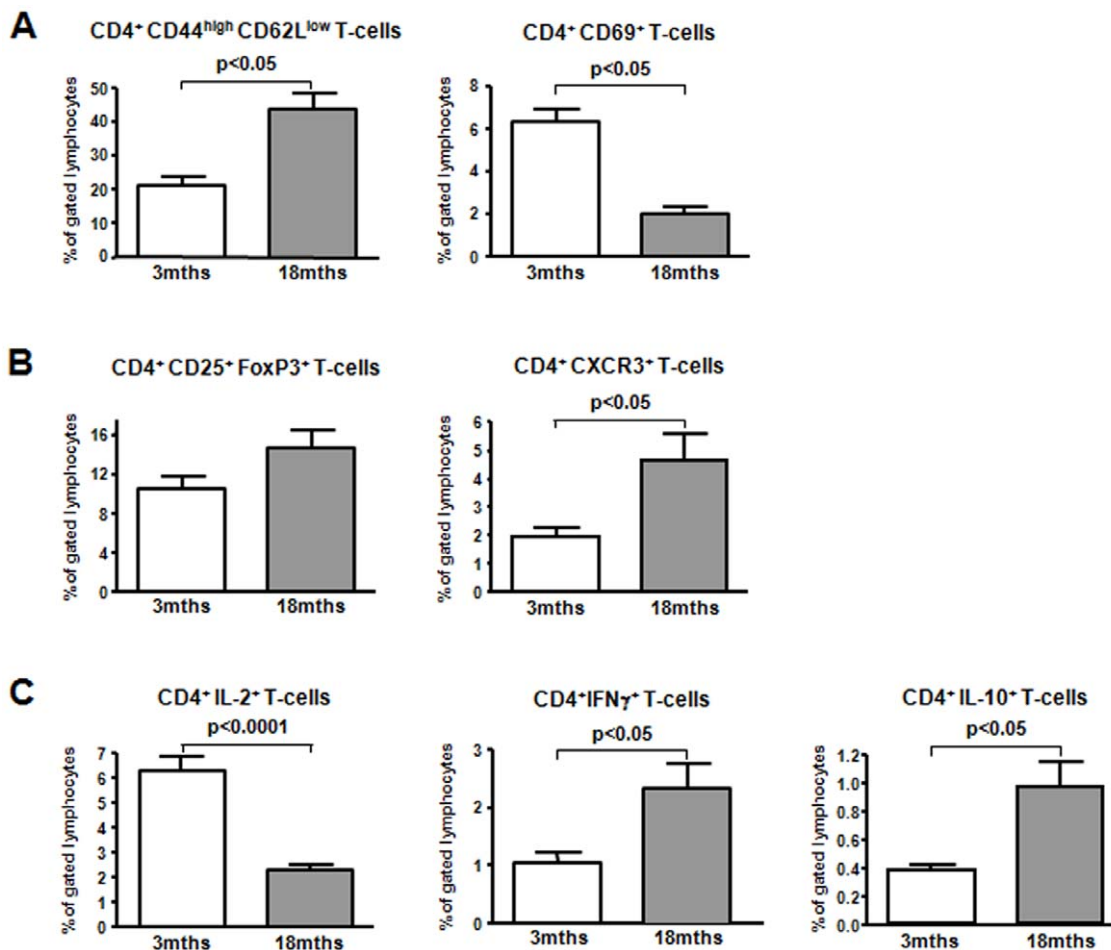 A
CD4⁺ CD44ʰⁱᵍʰ CD62Lˡᵒʷ T-cells
p<0.05
% of gated lymphocytes
50
40
30
20
10
0
3mths 18mths
CD4⁺ CD69⁺ T-cells
p<0.05
% of gated lymphocytes
8
6
4
2
0
3mths 18mths
B
CD4⁺ CD25⁺ FoxP3⁺ T-cells
% of gated lymphocytes
16
12
8
4
0
3mths 18mths
CD4⁺ CXCR3⁺ T-cells
p<0.05
% of gated lymphocytes
6
5
4
3
2
1
0
3mths 18mths
C
CD4⁺ IL-2⁺ T-cells
p<0.0001
% of gated lymphocytes
7
6
5
4
3
2
1
0
3mths 18mths
CD4⁺IFNγ⁺ T-cells
p<0.05
% of gated lymphocytes
3
2
1
0
3mths 18mths
CD4⁺ IL-10⁺ T-cells
p<0.05
% of gated lymphocytes
1.2
1.0
0.8
0.6
0.4
0.2
0.0
3mths 18mths